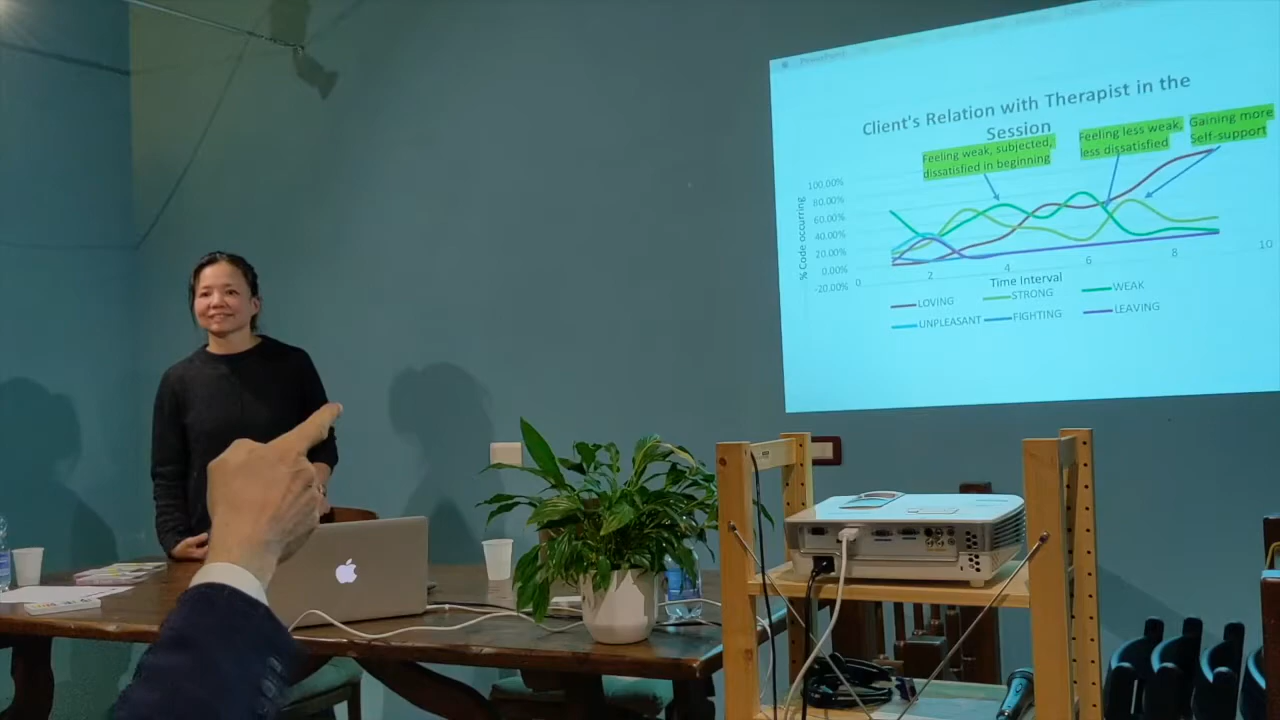 PowerPoint
Client's Relation with Therapist in the
Session
Feeling weak, subjected,
dissatisfied in beginning
Feeling less weak,
less dissatisfied
Gaining more
Self-support
% Code occurring
100.00%
80.00%
60.00%
40.00%
20.00%
0.00%
-20.00%
0
2
4
6
8
10
Time Interval
LOVING
STRONG
WEAK
UNPLEASANT
FIGHTING
LEAVING